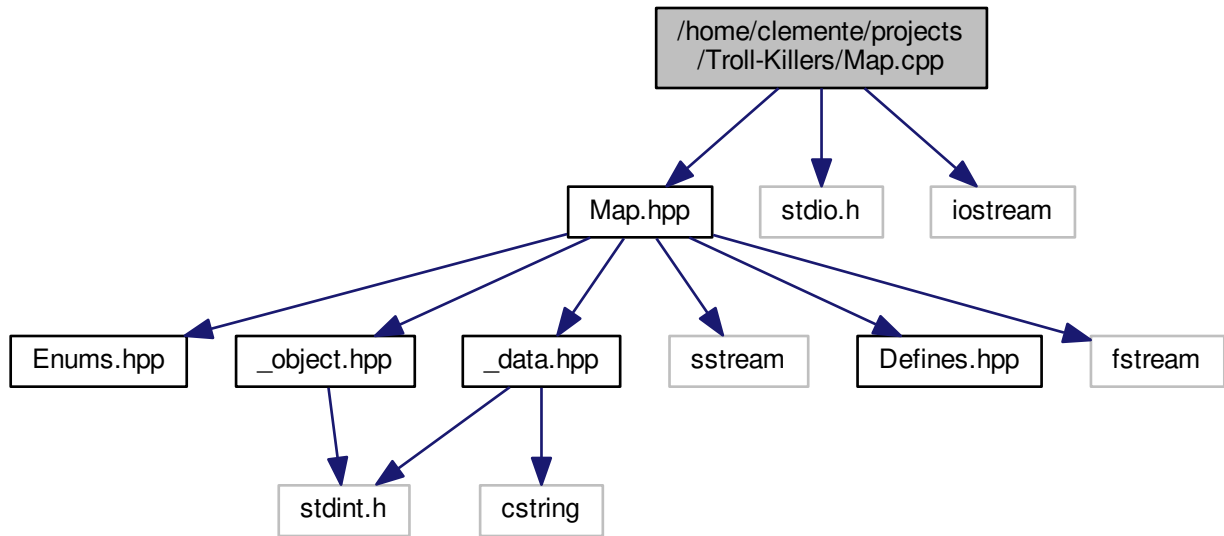 /home/clemente/projects
/Troll-Killers/Map.cpp
Map.hpp
stdio.h
iostream
Enums.hpp
_object.hpp
_data.hpp
sstream
Defines.hpp
fstream
stdint.h
cstring